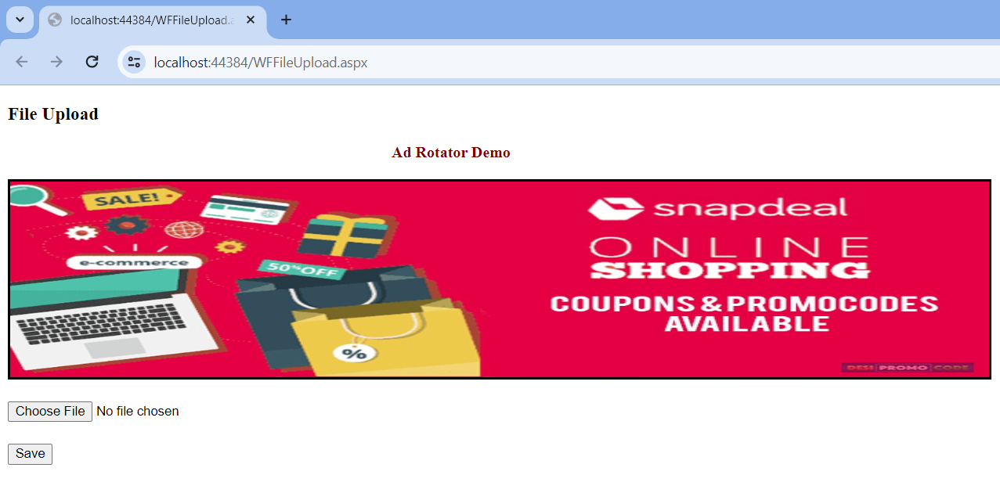 localhost:44384/WFFileUpload.a
localhost:44384/WFFileUpload.aspx
File Upload
Ad Rotator Demo
SALE!
e-commerce
50%OFF
%
snapdeal
ONLINE
SHOPPING
COUPONS & PROMOCODES
AVAILABLE
DESI PROMO CODE
Choose File No file chosen
Save